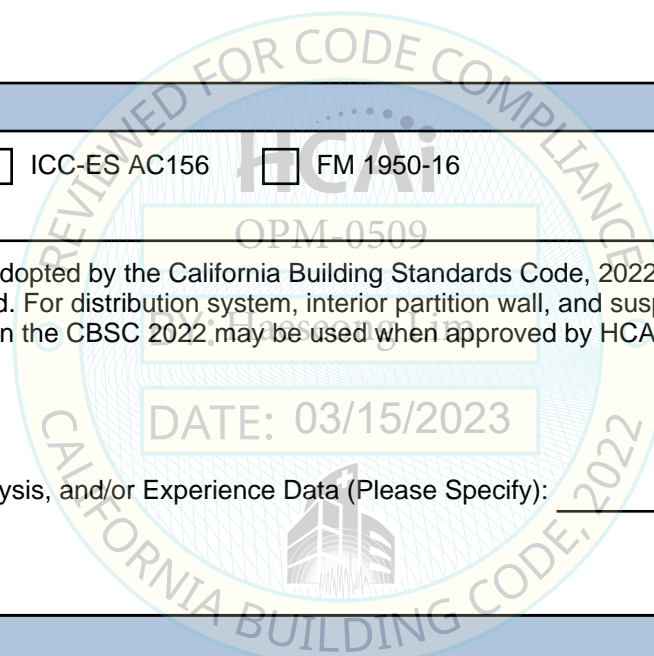 REVIEWED FOR CODE COMPLIANCE
HCAi
ICC-ES AC156 FM 1950-16
OPM-0509
dopted by the California Building Standards Code, 2022
d. For distribution system, interior partition wall, and sus
n the CBSC 2022 may be used when approved by HCA
BY: Haeseong Lim
DATE: 03/15/2023
ysis, and/or Experience Data (Please Specify):
CALIFORNIA BUILDING CODE, 2022